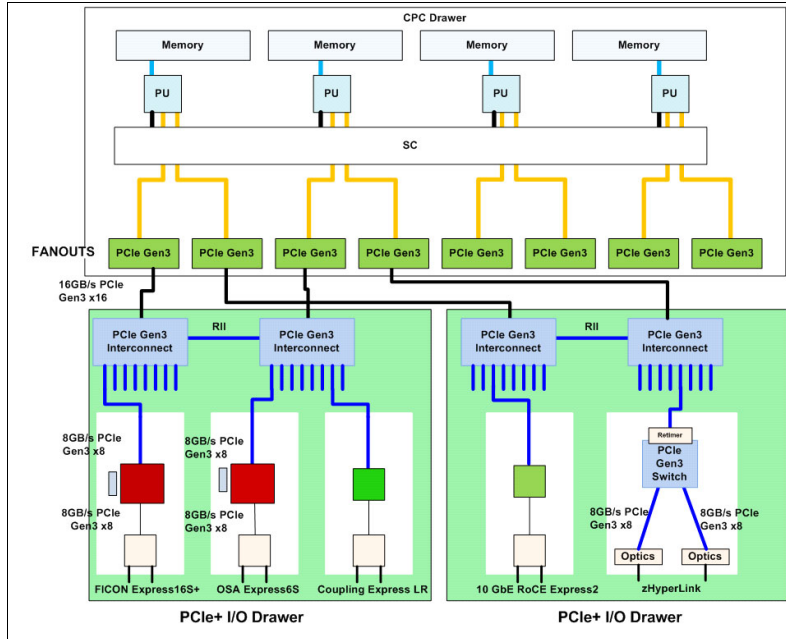 CPC Drawer
Memory
Memory
Memory
Memory
PU
PU
PU
PU
SC
FANOUTS
PCIe Gen3
PCIe Gen3
PCIe Gen3
PCIe Gen3
PCIe Gen3
PCIe Gen3
PCIe Gen3
PCIe Gen3
16GB/s PCIe
Gen3 x16
PCIe Gen3
Interconnect
RII
PCIe Gen3
Interconnect
PCIe Gen3
Interconnect
RII
PCIe Gen3
Interconnect
8GB/s PCIe
Gen3 x8
8GB/s PCIe
Gen3 x8
8GB/s PCIe
Gen3 x8
8GB/s PCIe
Gen3 x8
Retimer
PCIe
Gen3
Switch
8GB/s PCIe
Gen3 x8
8GB/s PCIe
Gen3 x8
Optics
Optics
FICON Express16S+
OSA Express6S
Coupling Express LR
10 GbE RoCE Express2
zHyperLink
PCIe+ I/O Drawer
PCIe+ I/O Drawer